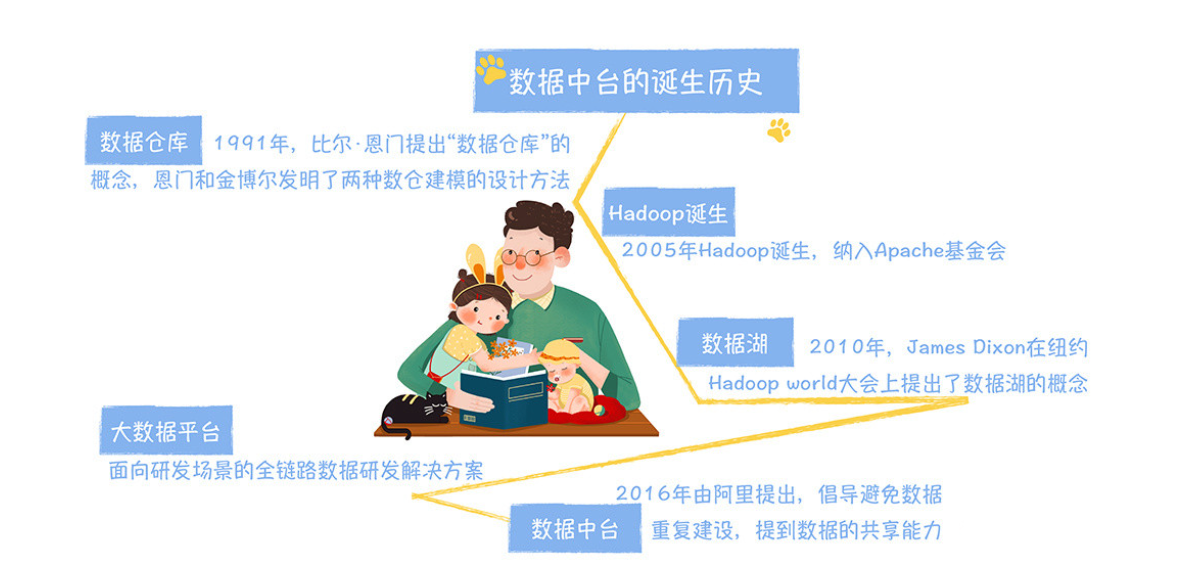 数据中台的诞生历史
数据仓库 1991年，比尔·恩门提出“数据仓库”的
概念，恩门和金博尔发明了两种数仓建模的设计方法
Hadoop诞生
2005年Hadoop诞生，纳入Apache基金会
数据湖 2010年，James Dixon在纽约
Hadoop world大会上提出了数据湖的概念
大数据平台
面向研发场景的全链路数据研发解决方案
2016年由阿里提出，倡导避免数据
数据中台 重复建设，提到数据的共享能力